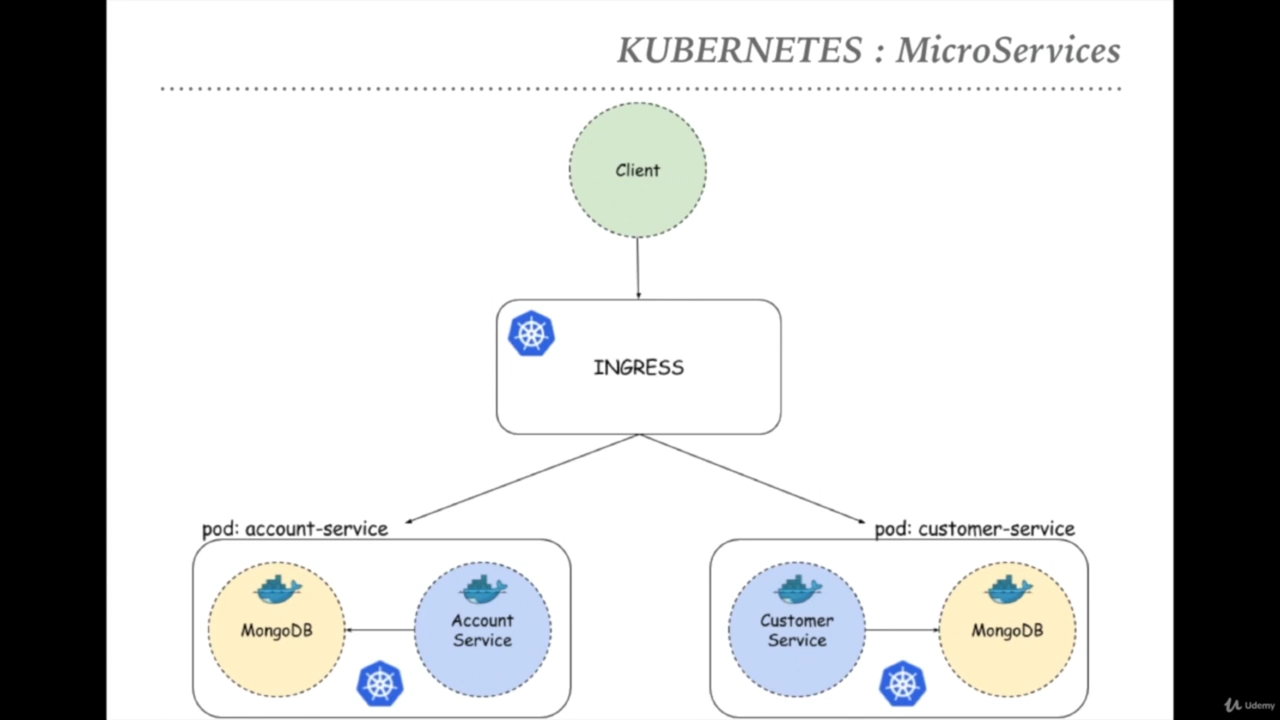 KUBERNETES : MicroServices
Client
INGRESS
pod: account-service
pod: customer-service
MongoDB
Account
Service
Customer
Service
MongoDB
Udemy